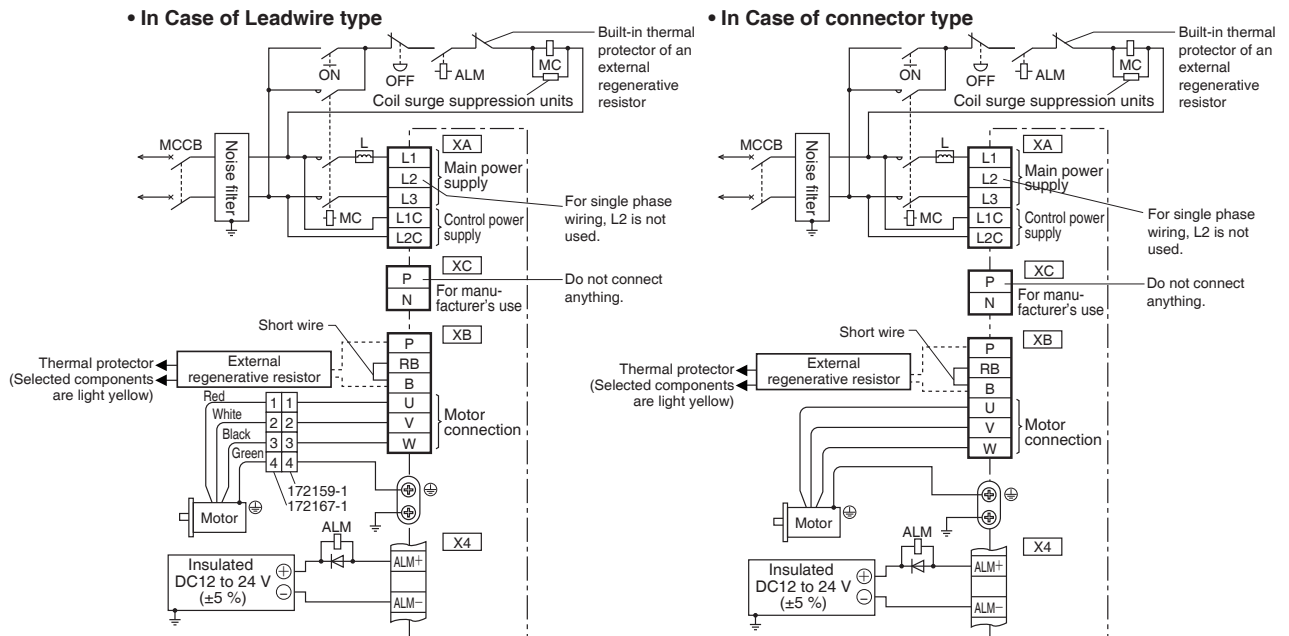 • In Case of Leadwire type
ON
OFF
ALM
MC
Coil surge suppression units
Built-in thermal
protector of an
external
regenerative
resistor
MCCB
Noise filter
L
MC
XA
L1
L2
L3
L1C
L2C
Main power
supply
Control power
supply
For single phase
wiring, L2 is not
used.
XC
P
N
For manu-
facturer's use
Do not connect
anything.
Short wire
XB
P
RB
B
U
V
W
Motor
connection
Thermal protector
(Selected components
are light yellow)
External
regenerative resistor
Red
White
Black
Green
1 1
2 2
3 3
4 4
172159-1
172167-1
Motor
ALM
X4
Insulated
DC12 to 24 V
(±5 %)
+
−
ALM+
ALM−
• In Case of connector type
ON
OFF
ALM
MC
Coil surge suppression units
Built-in thermal
protector of an
external
regenerative
resistor
MCCB
Noise filter
L
MC
XA
L1
L2
L3
L1C
L2C
Main power
supply
Control power
supply
For single phase
wiring, L2 is not
used.
XC
P
N
For manu-
facturer's use
Do not connect
anything.
Short wire
XB
P
RB
B
U
V
W
Motor
connection
Thermal protector
(Selected components
are light yellow)
External
regenerative resistor
Motor
ALM
X4
Insulated
DC12 to 24 V
(±5 %)
+
−
ALM+
ALM−